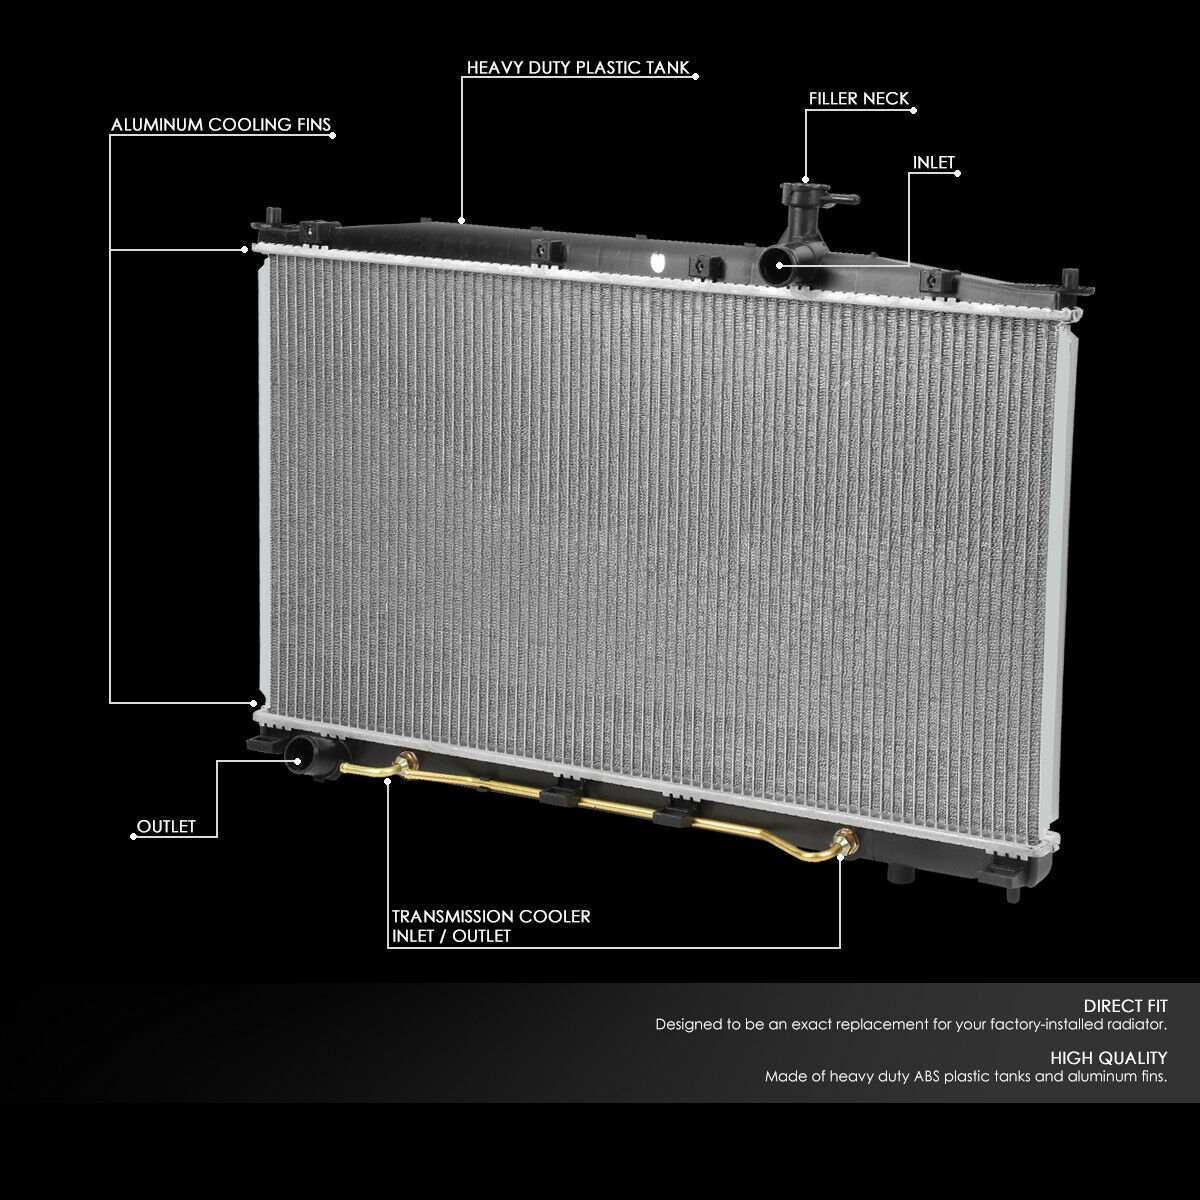 HEAVY DUTY PLASTIC TANK
FILLER NECK
ALUMINUM COOLING FINS
INLET
OUTLET
TRANSMISSION COOLER
INLET / OUTLET
DIRECT FIT
Designed to be an exact replacement for your factory-installed radiator.
HIGH QUALITY
Made of heavy duty ABS plastic tanks and aluminum fins.